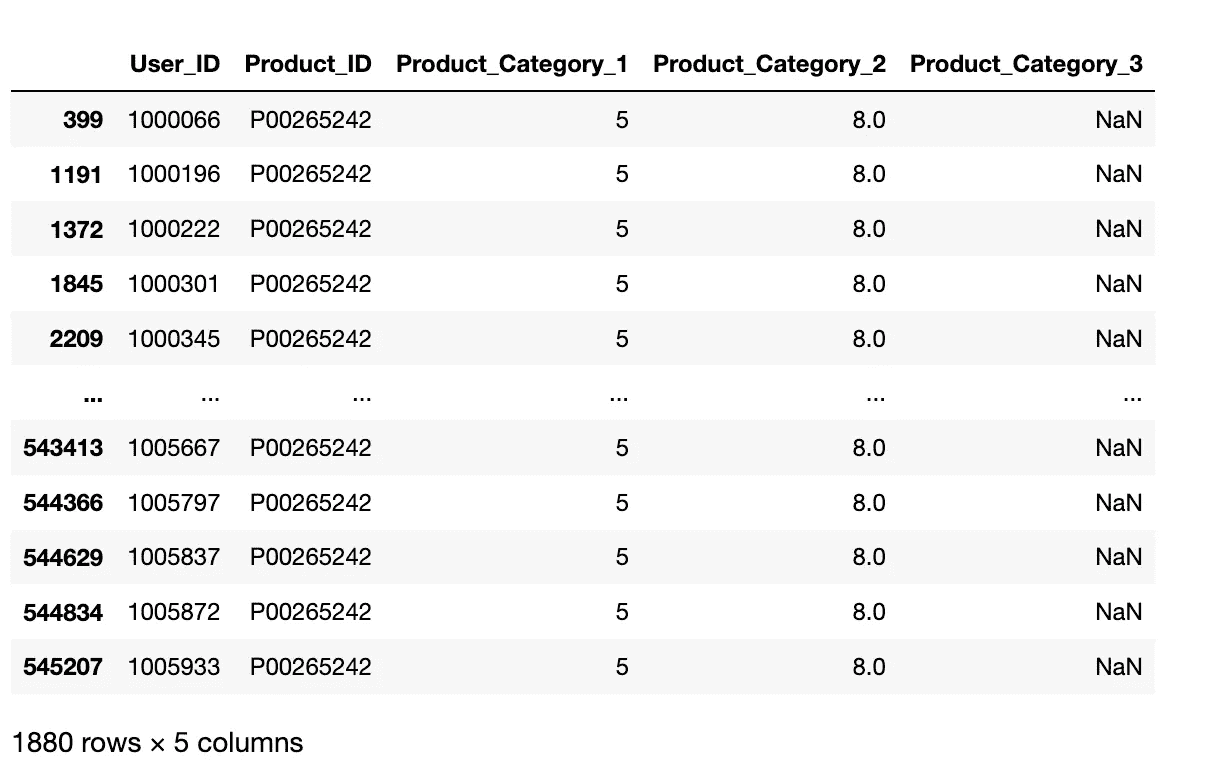 User_ID Product_ID Product_Category_1 Product_Category_2 Product_Category_3
399 1000066 P00265242 5 8.0 NaN
1191 1000196 P00265242 5 8.0 NaN
1372 1000222 P00265242 5 8.0 NaN
1845 1000301 P00265242 5 8.0 NaN
2209 1000345 P00265242 5 8.0 NaN
... ... ... ... ... ...
543413 1005667 P00265242 5 8.0 NaN
544366 1005797 P00265242 5 8.0 NaN
544629 1005837 P00265242 5 8.0 NaN
544834 1005872 P00265242 5 8.0 NaN
545207 1005933 P00265242 5 8.0 NaN
1880 rows × 5 columns